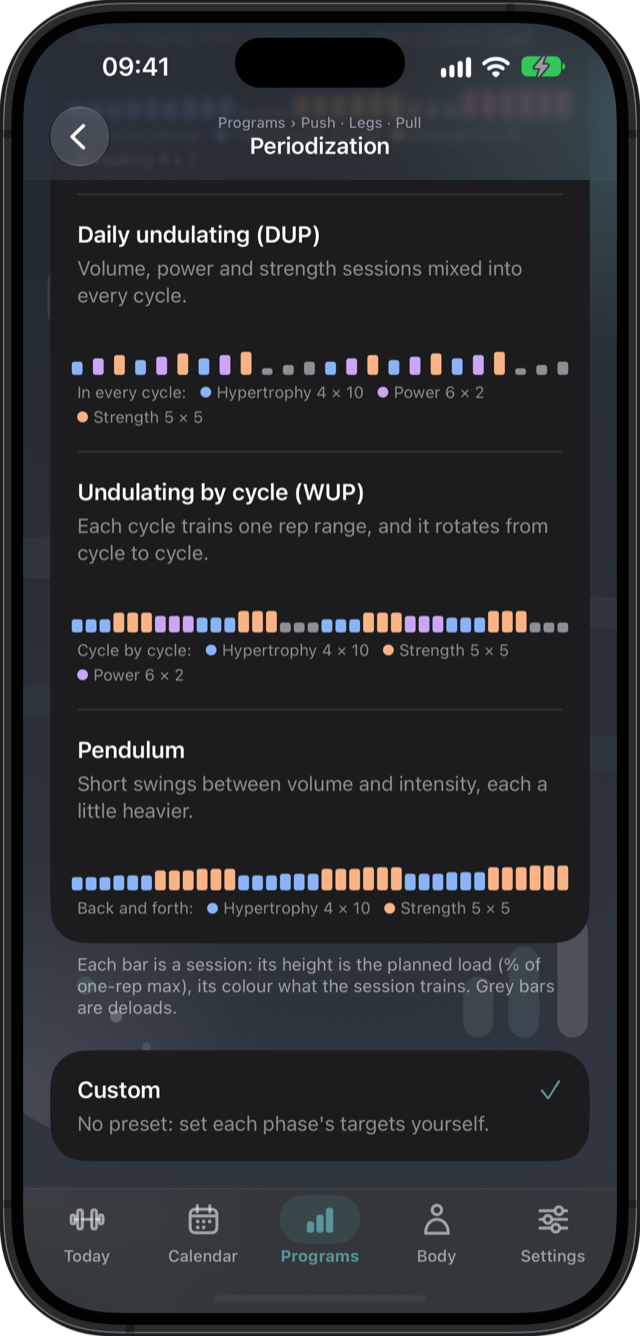 09:41
Programs › Push · Legs · Pull
Periodization
Daily undulating (DUP)
Volume, power and strength sessions mixed into
every cycle.
In every cycle: Hypertrophy 4 × 10 Power 6 × 2
Strength 5 × 5
Undulating by cycle (WUP)
Each cycle trains one rep range, and it rotates from
cycle to cycle.
Cycle by cycle: Hypertrophy 4 × 10 Strength 5 × 5
Power 6 × 2
Pendulum
Short swings between volume and intensity, each a
little heavier.
Back and forth: Hypertrophy 4 × 10 Strength 5 × 5
Each bar is a session: its height is the planned load (% of
one-rep max), its colour what the session trains. Grey bars
are deloads.
Custom
No preset: set each phase's targets yourself.
Today
Calendar
Programs
Body
Settings